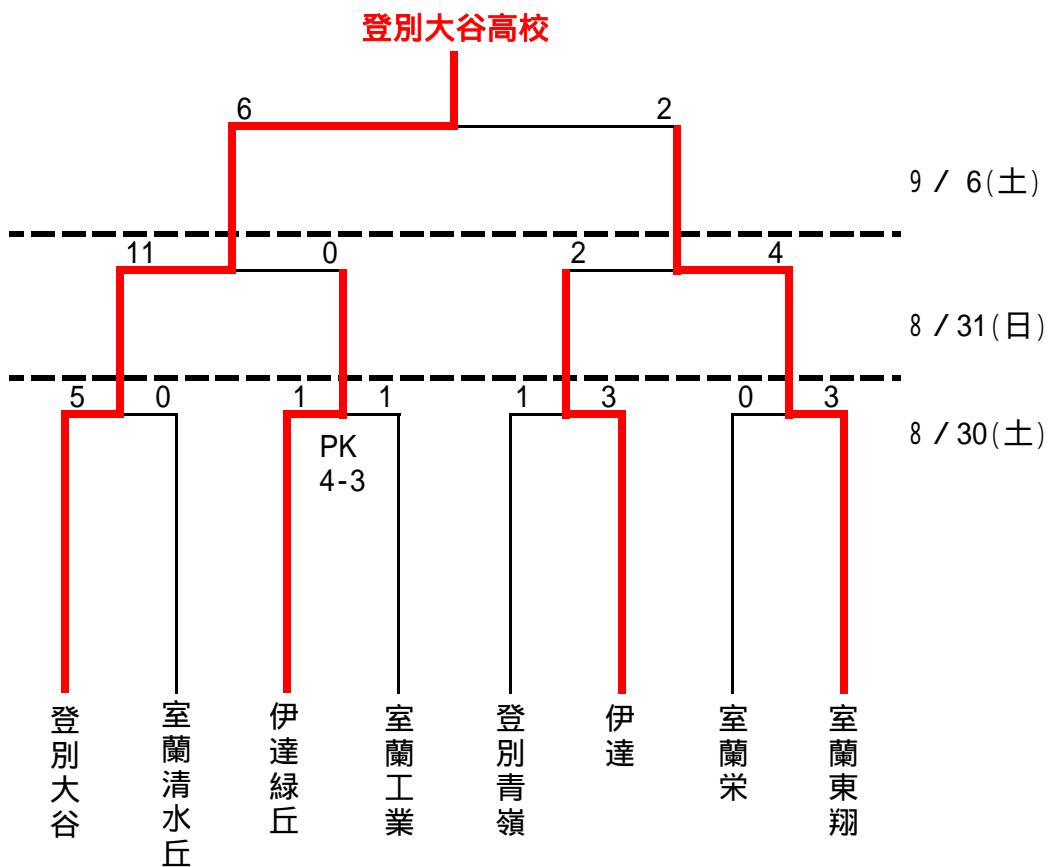 登別大谷高校
6
2
9 / 6(土)
11
0
2
4
8 / 31(日)
5
0
1
1
1
3
0
3
8 / 30(土)
PK
4-3
登別大谷
室蘭清水丘
伊達緑丘
室蘭工業
登別青嶺
伊達
室蘭栄
室蘭東翔